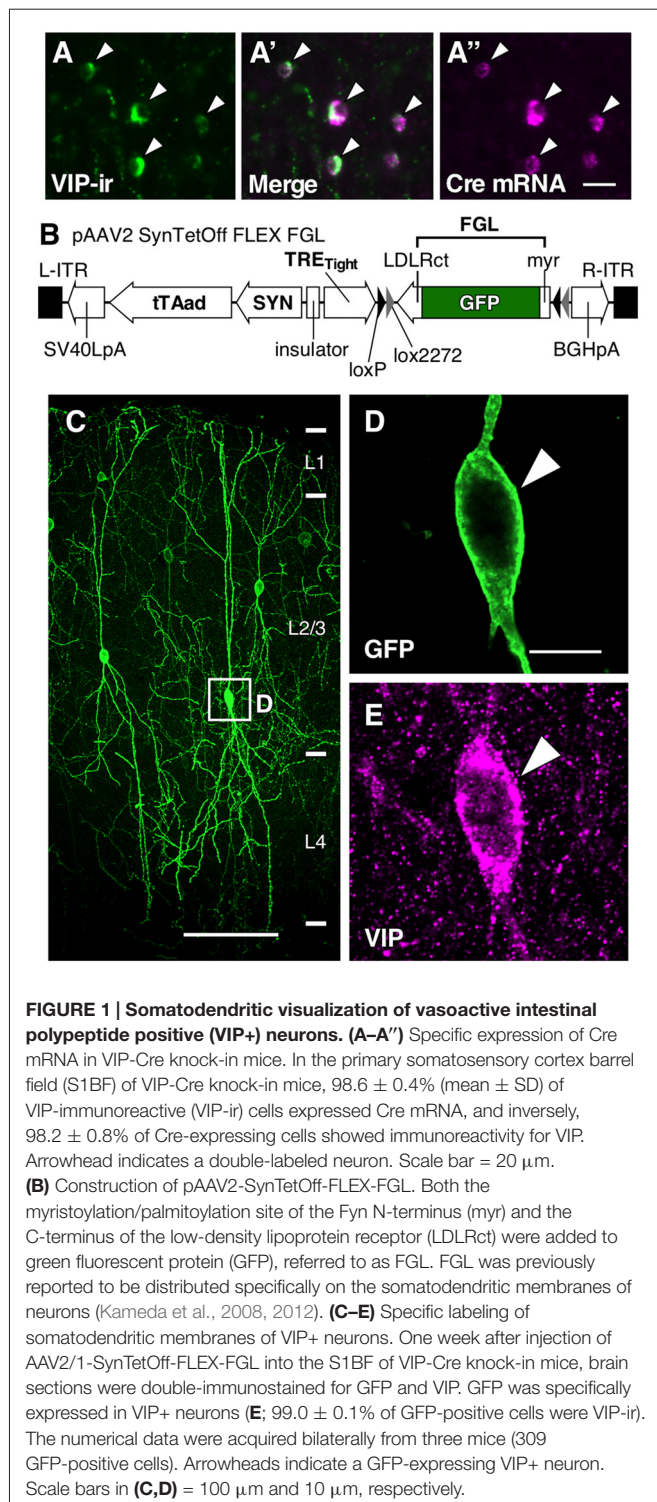 A
A'
A"
VIP-ir
Merge
Cre mRNA
B pAAV2 SynTetOff FLEX FGL
FGL
L-ITR
TRETight
LDLRct
myr
R-ITR
tTAad
SYN
GFP
SV40LpA
insulator
loxP
lox2272
BGHpA
C
L1
L2/3
D
L4
D
GFP
E
VIP
FIGURE 1 | Somatodendritic visualization of vasoactive intestinal
polypeptide positive (VIP+) neurons. (A–A″) Specific expression of Cre
mRNA in VIP-Cre knock-in mice. In the primary somatosensory cortex barrel
field (S1BF) of VIP-Cre knock-in mice, 98.6 ± 0.4% (mean ± SD) of
VIP-immunoreactive (VIP-ir) cells expressed Cre mRNA, and inversely,
98.2 ± 0.8% of Cre-expressing cells showed immunoreactivity for VIP.
Arrowhead indicates a double-labeled neuron. Scale bar = 20 μm.
(B) Construction of pAAV2-SynTetOff-FLEX-FGL. Both the
myristoylation/palmitoylation site of the Fyn N-terminus (myr) and the
C-terminus of the low-density lipoprotein receptor (LDLRct) were added to
green fluorescent protein (GFP), referred to as FGL. FGL was previously
reported to be distributed specifically on the somatodendritic membranes of
neurons (Kameda et al., 2008, 2012). (C–E) Specific labeling of
somatodendritic membranes of VIP+ neurons. One week after injection of
AAV2/1-SynTetOff-FLEX-FGL into the S1BF of VIP-Cre knock-in mice, brain
sections were double-immunostained for GFP and VIP. GFP was specifically
expressed in VIP+ neurons (E; 99.0 ± 0.1% of GFP-positive cells were VIP-ir).
The numerical data were acquired bilaterally from three mice (309
GFP-positive cells). Arrowheads indicate a GFP-expressing VIP+ neuron.
Scale bars in (C,D) = 100 μm and 10 μm, respectively.